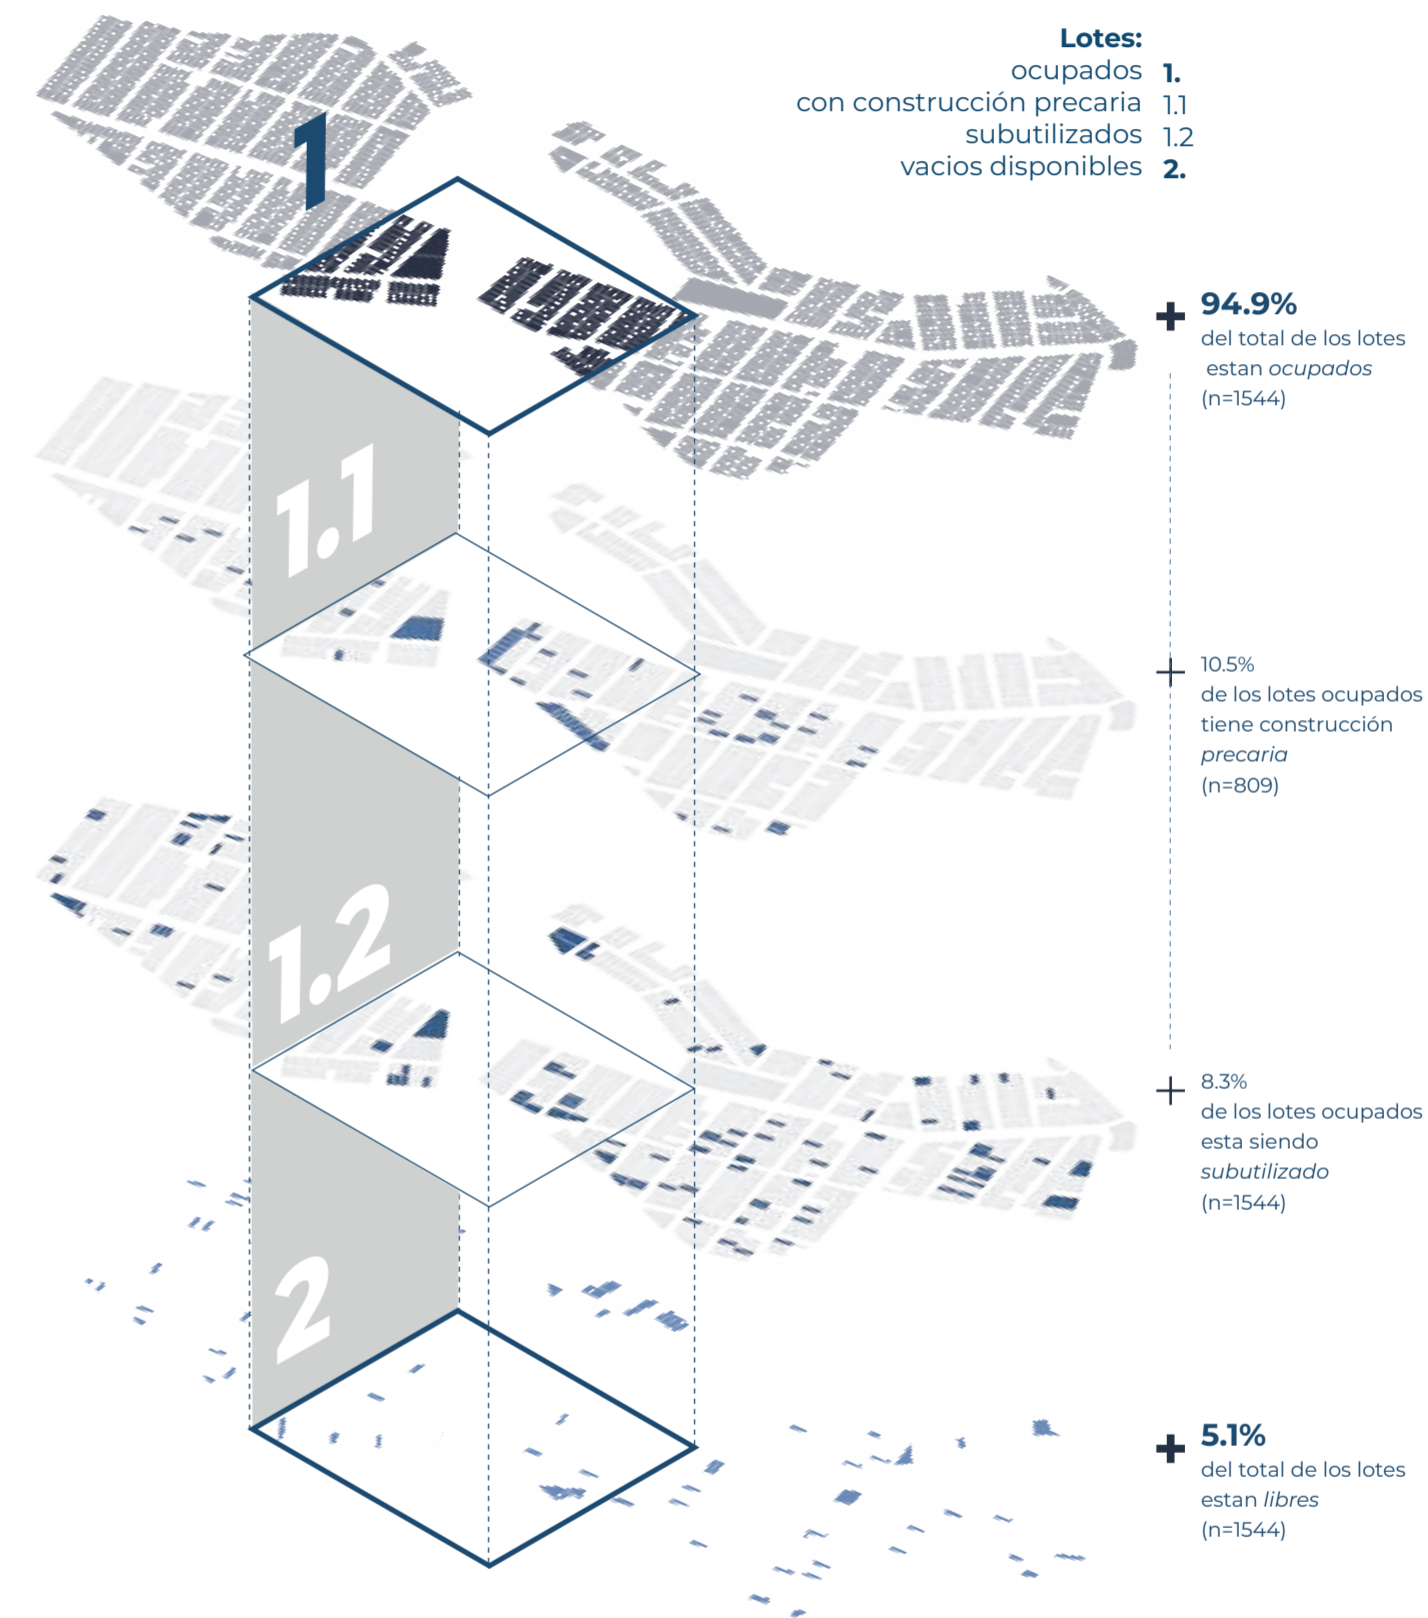 Lotes:
ocupados 1.
con construcción precaria 1.1
subutilizados 1.2
vacios disponibles 2.
1
94.9%
del total de los lotes
estan ocupados
(n=1544)
1.1
10.5%
de los lotes ocupados
tiene construcción
precaria
(n=809)
1.2
8.3%
de los lotes ocupados
esta siendo
subutilizado
(n=1544)
2
5.1%
del total de los lotes
estan libres
(n=1544)